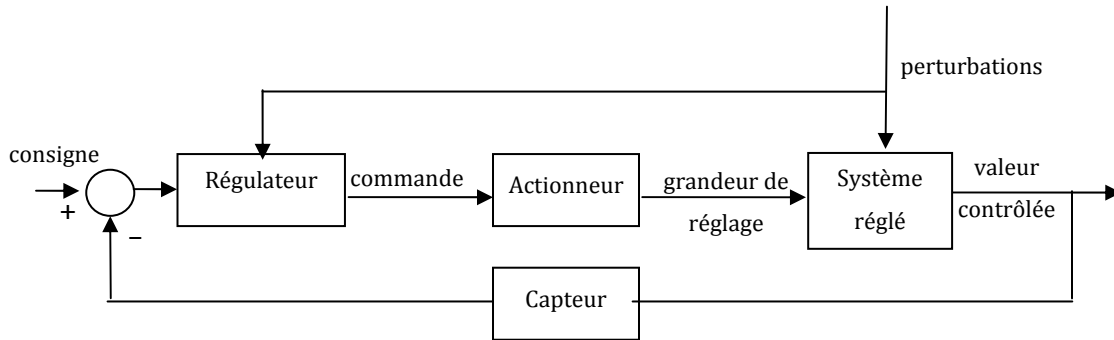 perturbations
consigne
+
−
Régulateur
commande
Actionneur
grandeur de
réglage
Système
réglé
valeur
contrôlée
Capteur